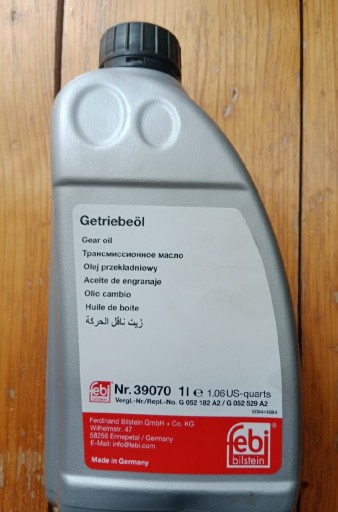 Getriebeöl
Gear oil
Трансмиссионное масло
Olej przekładniowy
Aceite de engranaje
Olio cambio
Huile de boîte
زيت ناقل الحركة
febi
bilstein
Nr. 39070 1l ℮ 1.06 US-quarts
Vergl.-Nr./Repl.-No. G 052 182 A2 / G 052 529 A2
Ferdinand Bilstein GmbH + Co. KG
Wilhelmstr. 47
58256 Ennepetal / Germany
E-Mail: info@febi.com
Made in Germany
febi
bilstein